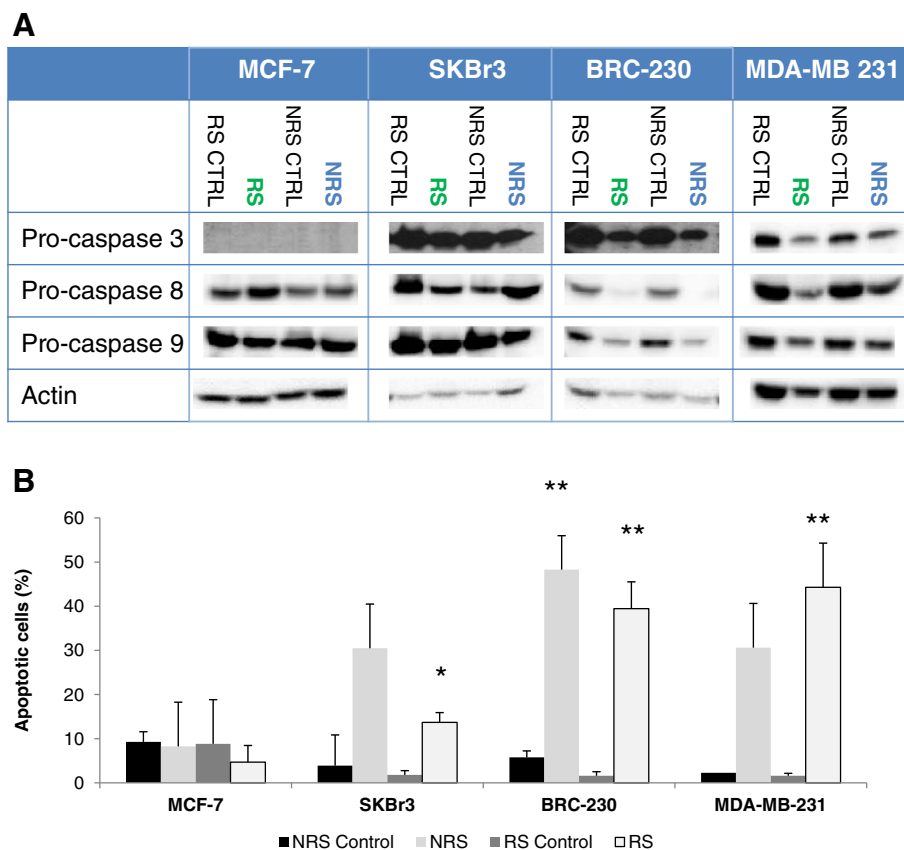 A
MCF-7 SKBr3 BRC-230 MDA-MB 231
RS CTRL RS NRS CTRL NRS RS CTRL RS NRS CTRL NRS RS CTRL RS NRS CTRL NRS RS CTRL RS NRS CTRL NRS
Pro-caspase 3
Pro-caspase 8
Pro-caspase 9
Actin
B
Apoptotic cells (%)
60
50
40
30
20
10
0
** ** ** *
MCF-7 SKBr3 BRC-230 MDA-MB-231
NRS Control NRS RS Control RS